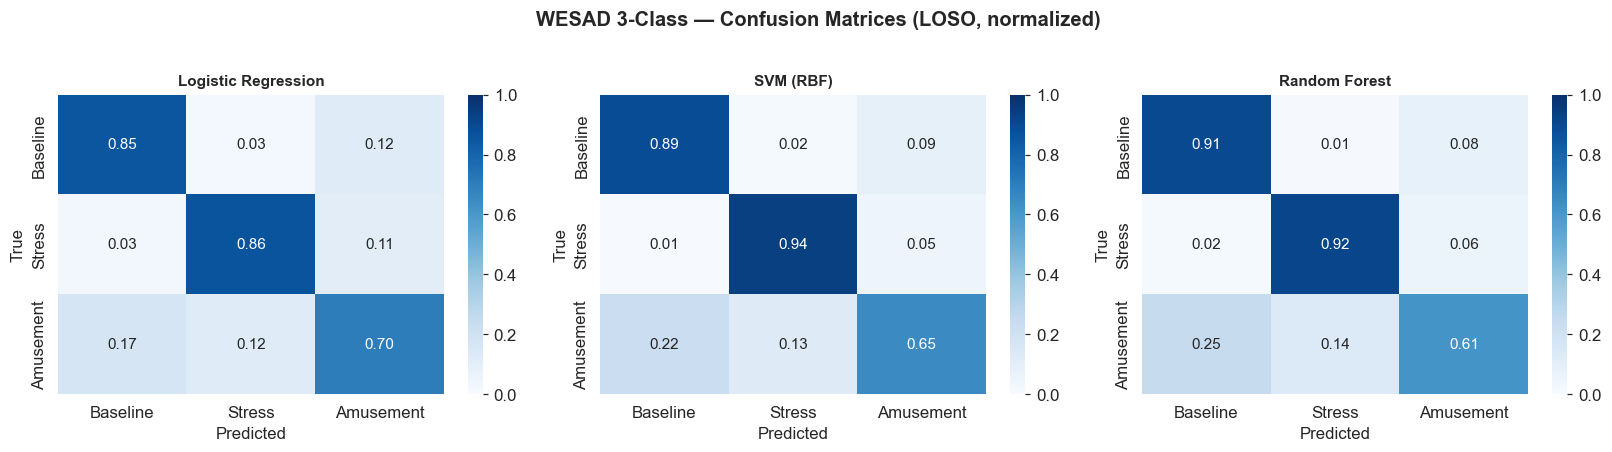 WESAD 3-Class — Confusion Matrices (LOSO, normalized)
Logistic Regression
True
Baseline
Stress
Amusement
0.85 0.03 0.12
0.03 0.86 0.11
0.17 0.12 0.70
Baseline Stress Amusement
Predicted
1.0
0.8
0.6
0.4
0.2
0.0
SVM (RBF)
True
Baseline
Stress
Amusement
0.89 0.02 0.09
0.01 0.94 0.05
0.22 0.13 0.65
Baseline Stress Amusement
Predicted
1.0
0.8
0.6
0.4
0.2
0.0
Random Forest
True
Baseline
Stress
Amusement
0.91 0.01 0.08
0.02 0.92 0.06
0.25 0.14 0.61
Baseline Stress Amusement
Predicted
1.0
0.8
0.6
0.4
0.2
0.0